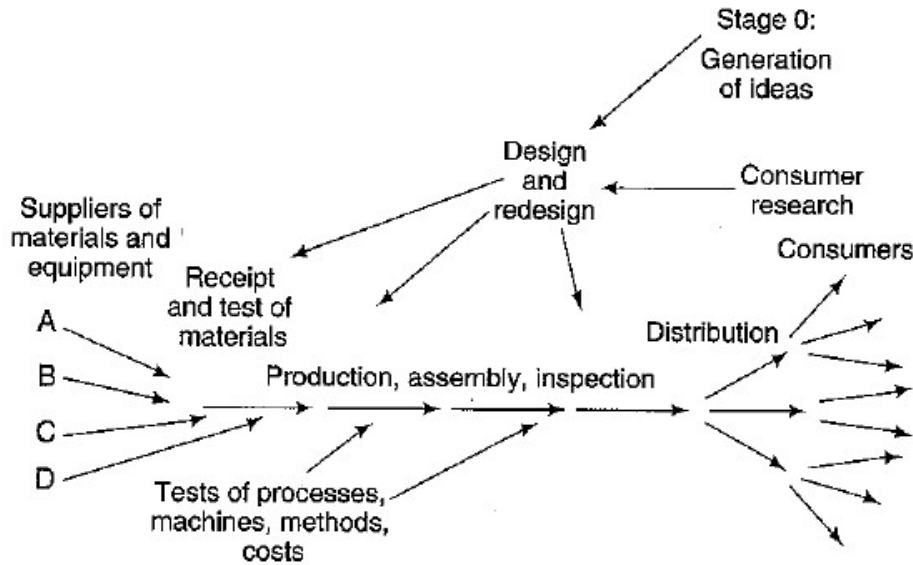 Stage 0:
Generation
of ideas
Design
and
redesign
Consumer
research
Suppliers of
materials and
equipment
Consumers
Receipt
and test of
materials
A
Distribution
B
Production, assembly, inspection
C
D
Tests of processes,
machines, methods,
costs